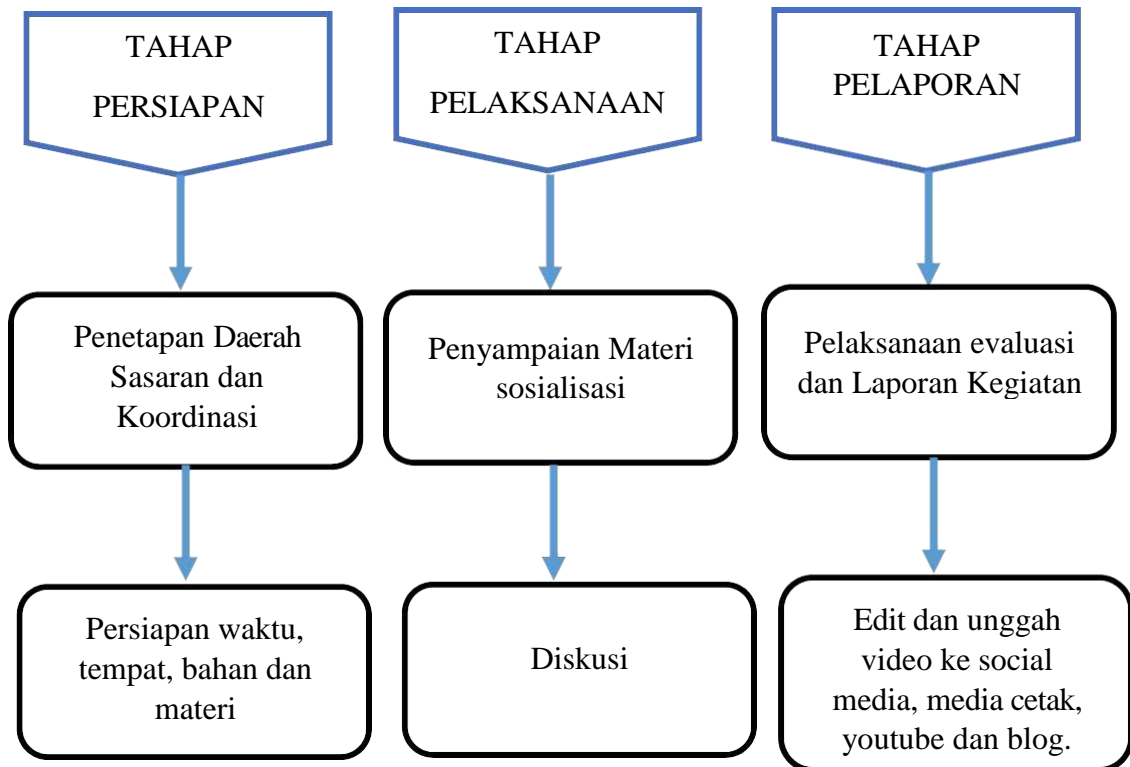 TAHAP
PERSIAPAN
TAHAP
PELAKSANAAN
TAHAP
PELAPORAN
Penetapan Daerah
Sasaran dan
Koordinasi
Penyampaian Materi
sosialisasi
Pelaksanaan evaluasi
dan Laporan Kegiatan
Persiapan waktu,
tempat, bahan dan
materi
Diskusi
Edit dan unggah
video ke social
media, media cetak,
youtube dan blog.